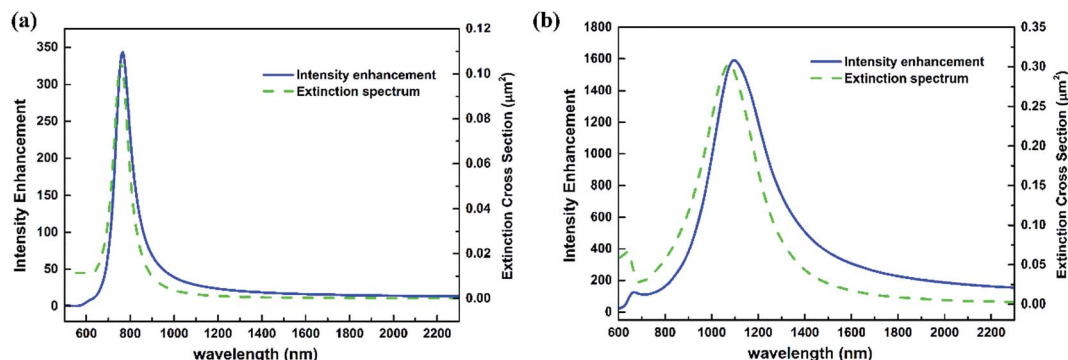 (a)
350
300
250
200
150
100
50
0
Intensity Enhancement
Intensity enhancement
Extinction spectrum
0.12
0.10
0.08
0.06
0.04
0.02
0.00
Extinction Cross Section (μm²)
600 800 1000 1200 1400 1600 1800 2000 2200
wavelength (nm)
(b)
1800
1600
1400
1200
1000
800
600
400
200
0
Intensity Enhancement
Intensity enhancement
Extinction spectrum
0.35
0.30
0.25
0.20
0.15
0.10
0.05
0.00
Extinction Cross Section (μm²)
600 800 1000 1200 1400 1600 1800 2000 2200
wavelength (nm)